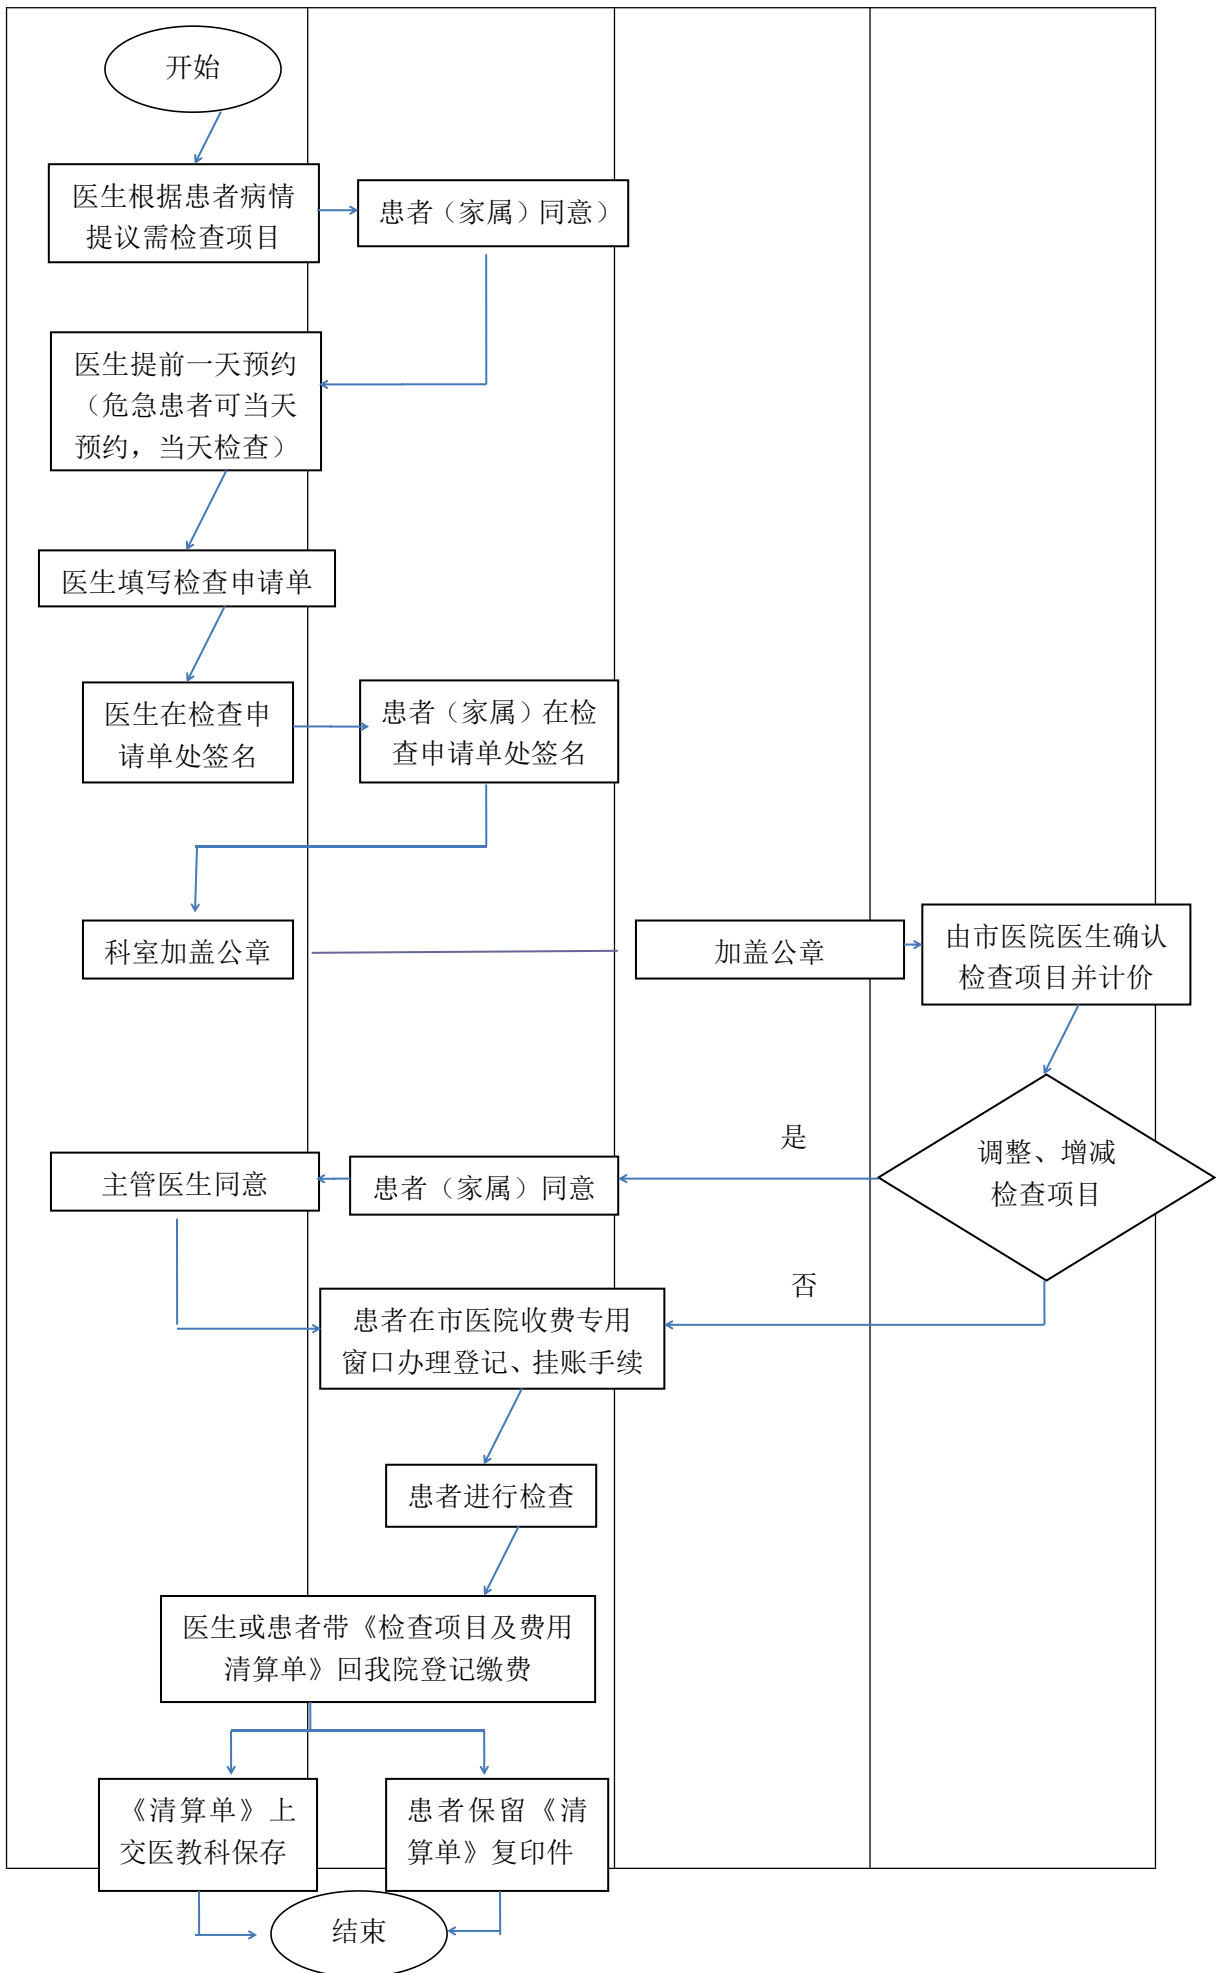 开始
医生根据患者病情
提议需检查项目
患者（家属）同意）
医生提前一天预约
（危急患者可当天
预约，当天检查）
医生填写检查申请单
医生在检查申
请单处签名
患者（家属）在检
查申请单处签名
科室加盖公章
加盖公章
由市医院医生确认
检查项目并计价
调整、增减
检查项目
是
患者（家属）同意
主管医生同意
否
患者在市医院收费专用
窗口办理登记、挂账手续
患者进行检查
医生或患者带《检查项目及费用
清算单》回我院登记缴费
《清算单》上
交医教科保存
患者保留《清
算单》复印件
结束